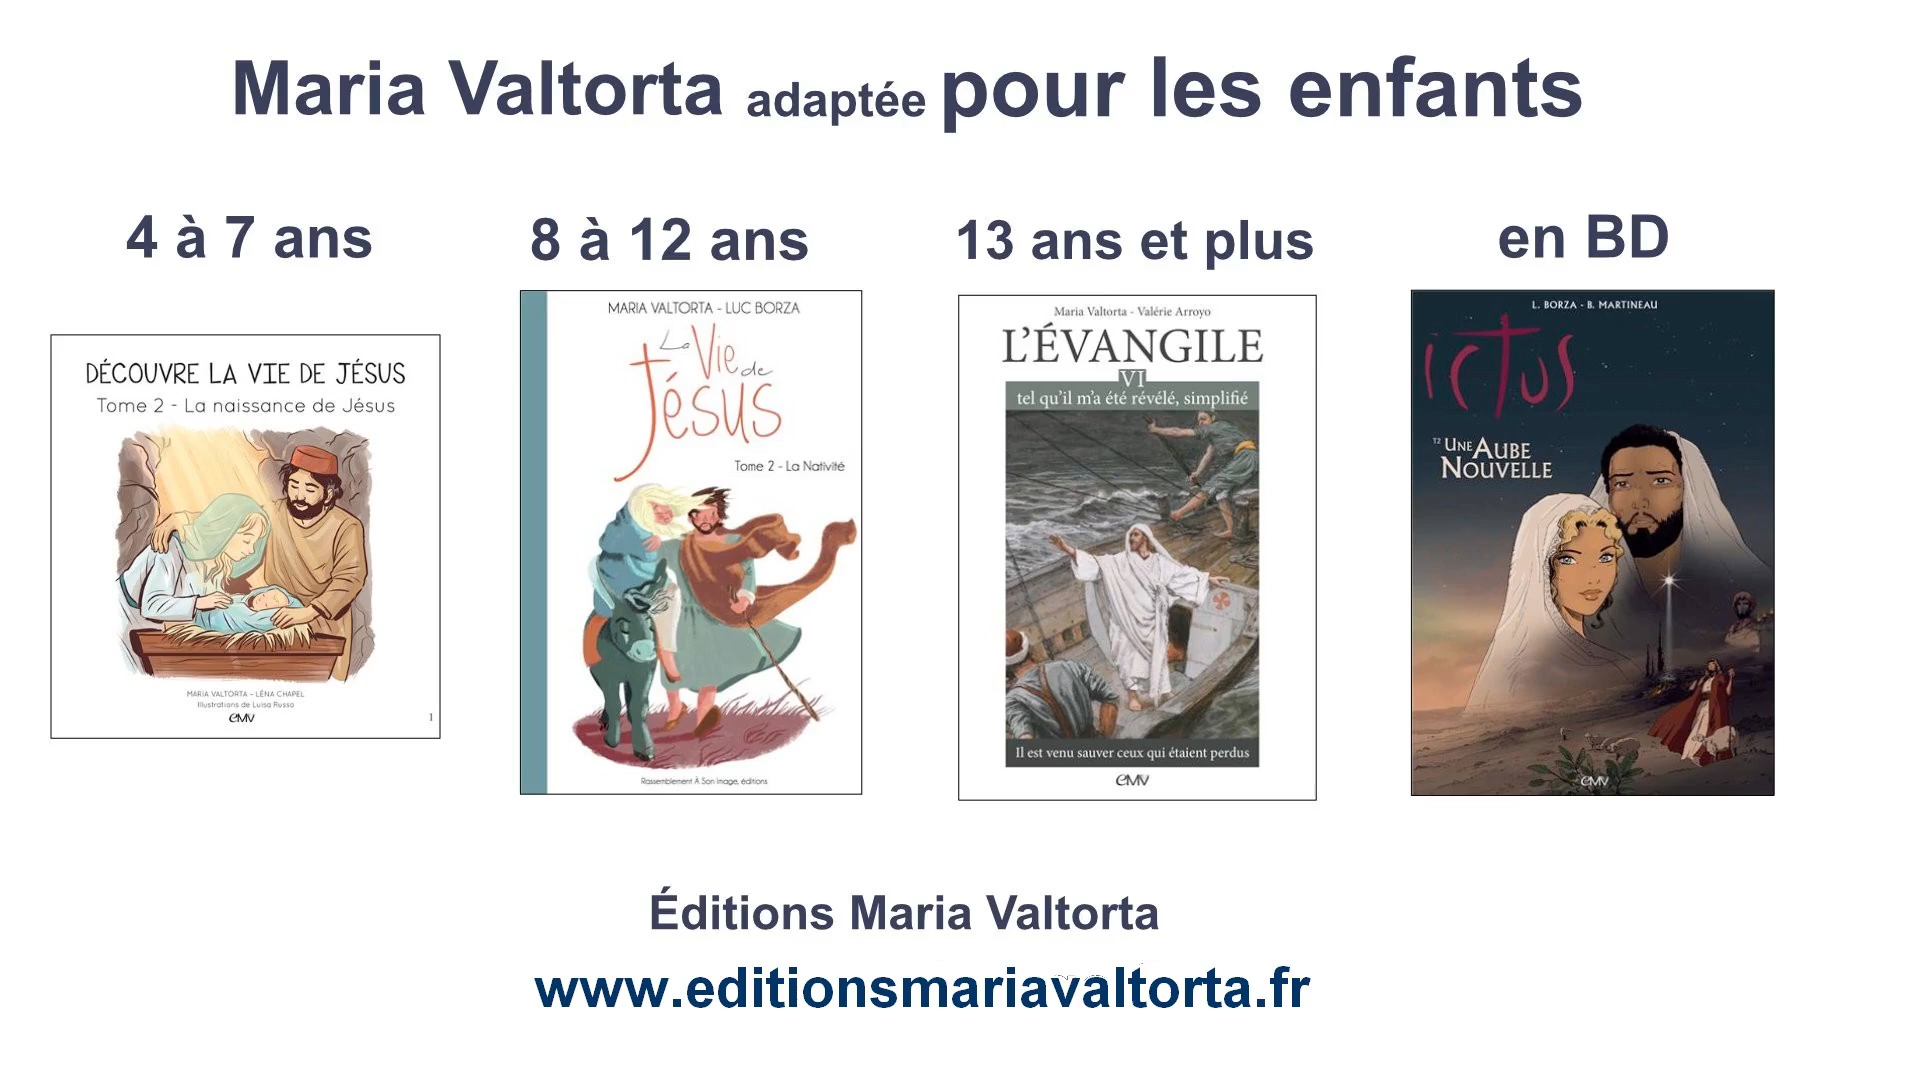 Maria Valtorta adaptée pour les enfants
4 à 7 ans
8 à 12 ans
13 ans et plus
en BD
DÉCOUVRE LA VIE DE JÉSUS
Tome 2 - La naissance de Jésus
MARIA VALTORTA - LÉNA CHAPEL
Illustrations de Luisa Russo
eMV
1
MARIA VALTORTA - LUC BORZA
La Vie de
Jésus
Tome 2 - La Nativité
Rassemblement À Son Image, éditions
Maria Valtorta - Valérie Arroyo
L'ÉVANGILE
VI
tel qu'il m'a été révélé, simplifié
Il est venu sauver ceux qui étaient perdus
eMV
L. BORZA - B. MARTINEAU
ICTUS
T2 UNE AUBE
NOUVELLE
eMV
Éditions Maria Valtorta
www.editionsmariavaltorta.fr